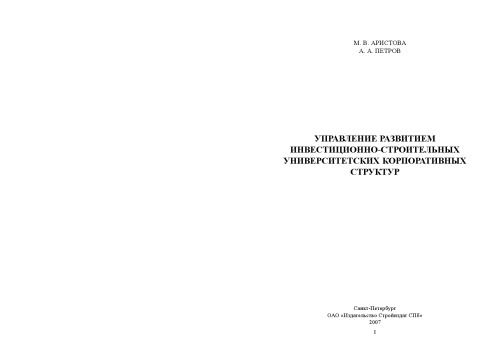 М. В. АРИСТОВА
А. А. ПЕТРОВ
УПРАВЛЕНИЕ РАЗВИТИЕМ
ИНВЕСТИЦИОННО-СТРОИТЕЛЬНЫХ
УНИВЕРСИТЕТСКИХ КОРПОРАТИВНЫХ
СТРУКТУР
Санкт-Петербург
ОАО «Издательство Стройиздат СПб»
2007
1